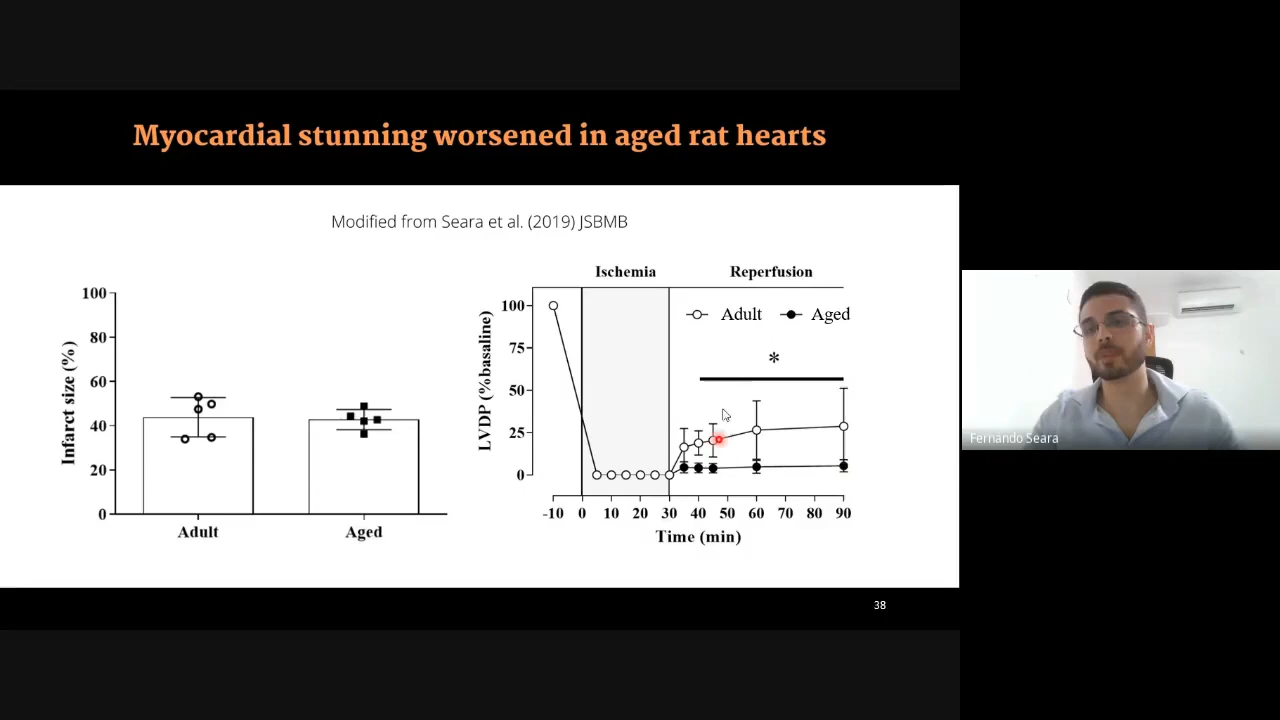 Myocardial stunning worsened in aged rat hearts
Modified from Seara et al. (2019) JSBMB
Infarct size (%)
100
80
60
40
20
0
Adult
Aged
Ischemia
Reperfusion
Adult
Aged
*
LVDP (%basaline)
100
75
50
25
0
-10 0 10 20 30 40 50 60 70 80 90
Time (min)
Fernando Seara
38